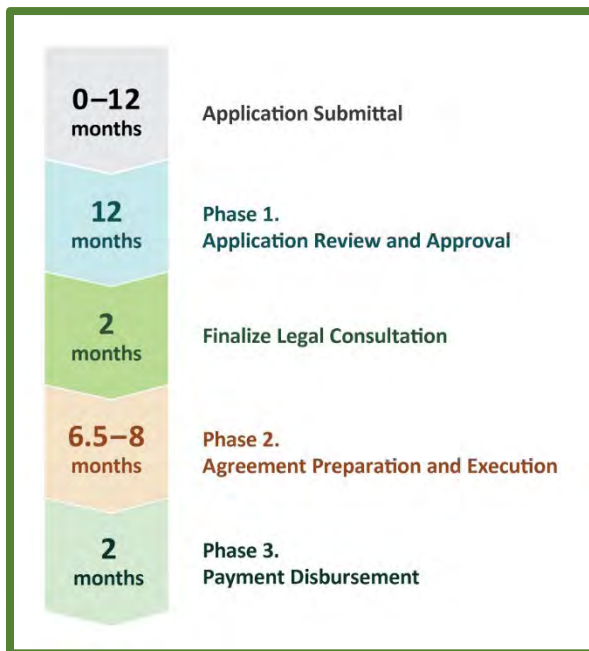 0–12
months
Application Submittal
12
months
Phase 1.
Application Review and Approval
2
months
Finalize Legal Consultation
6.5–8
months
Phase 2.
Agreement Preparation and Execution
2
months
Phase 3.
Payment Disbursement